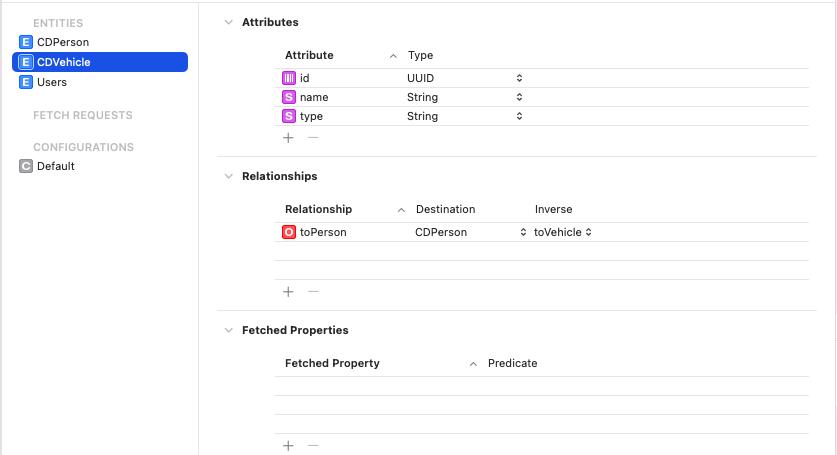 ENTITIES
E CDPerson
E CDVehicle
E Users
FETCH REQUESTS
CONFIGURATIONS
C Default
Attributes
Attribute Type
id UUID
S name String
S type String
Relationships
Relationship Destination Inverse
O toPerson CDPerson toVehicle
Fetched Properties
Fetched Property Predicate